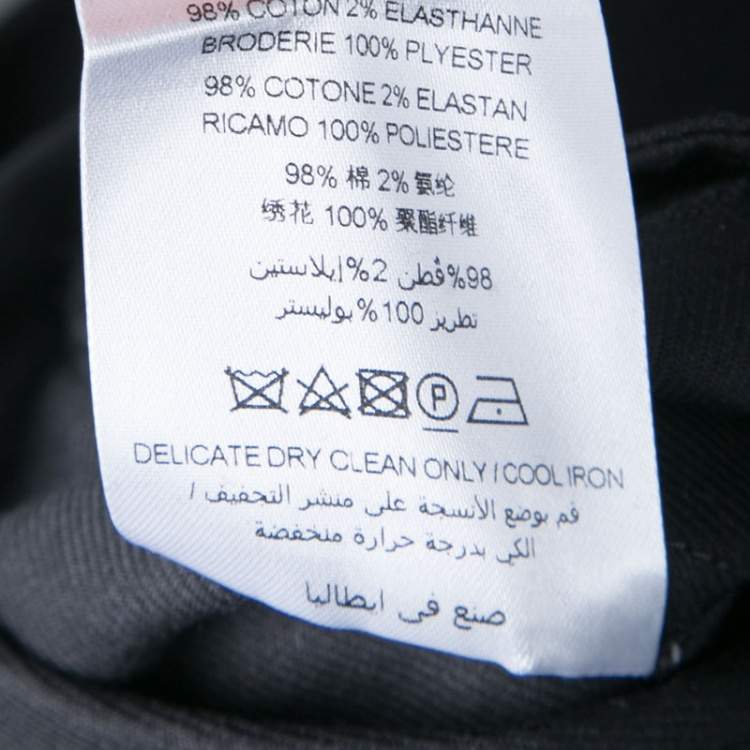 98% COTON 2% ELASTHANNE
BRODERIE 100% PLYESTER
98% COTONE 2% ELASTAN
RICAMO 100% POLIESTERE
98% 棉 2% 氨纶
绣花 100% 聚酯纤维
98%قطن 2%إيلاستين
تطريز 100%بوليستر
P
DELICATE DRY CLEAN ONLY / COOL IRON
قم بوضع الأنسجة على منشر التجفيف /
الكي بدرجة حرارة منخفضة
صنع في ايطاليا